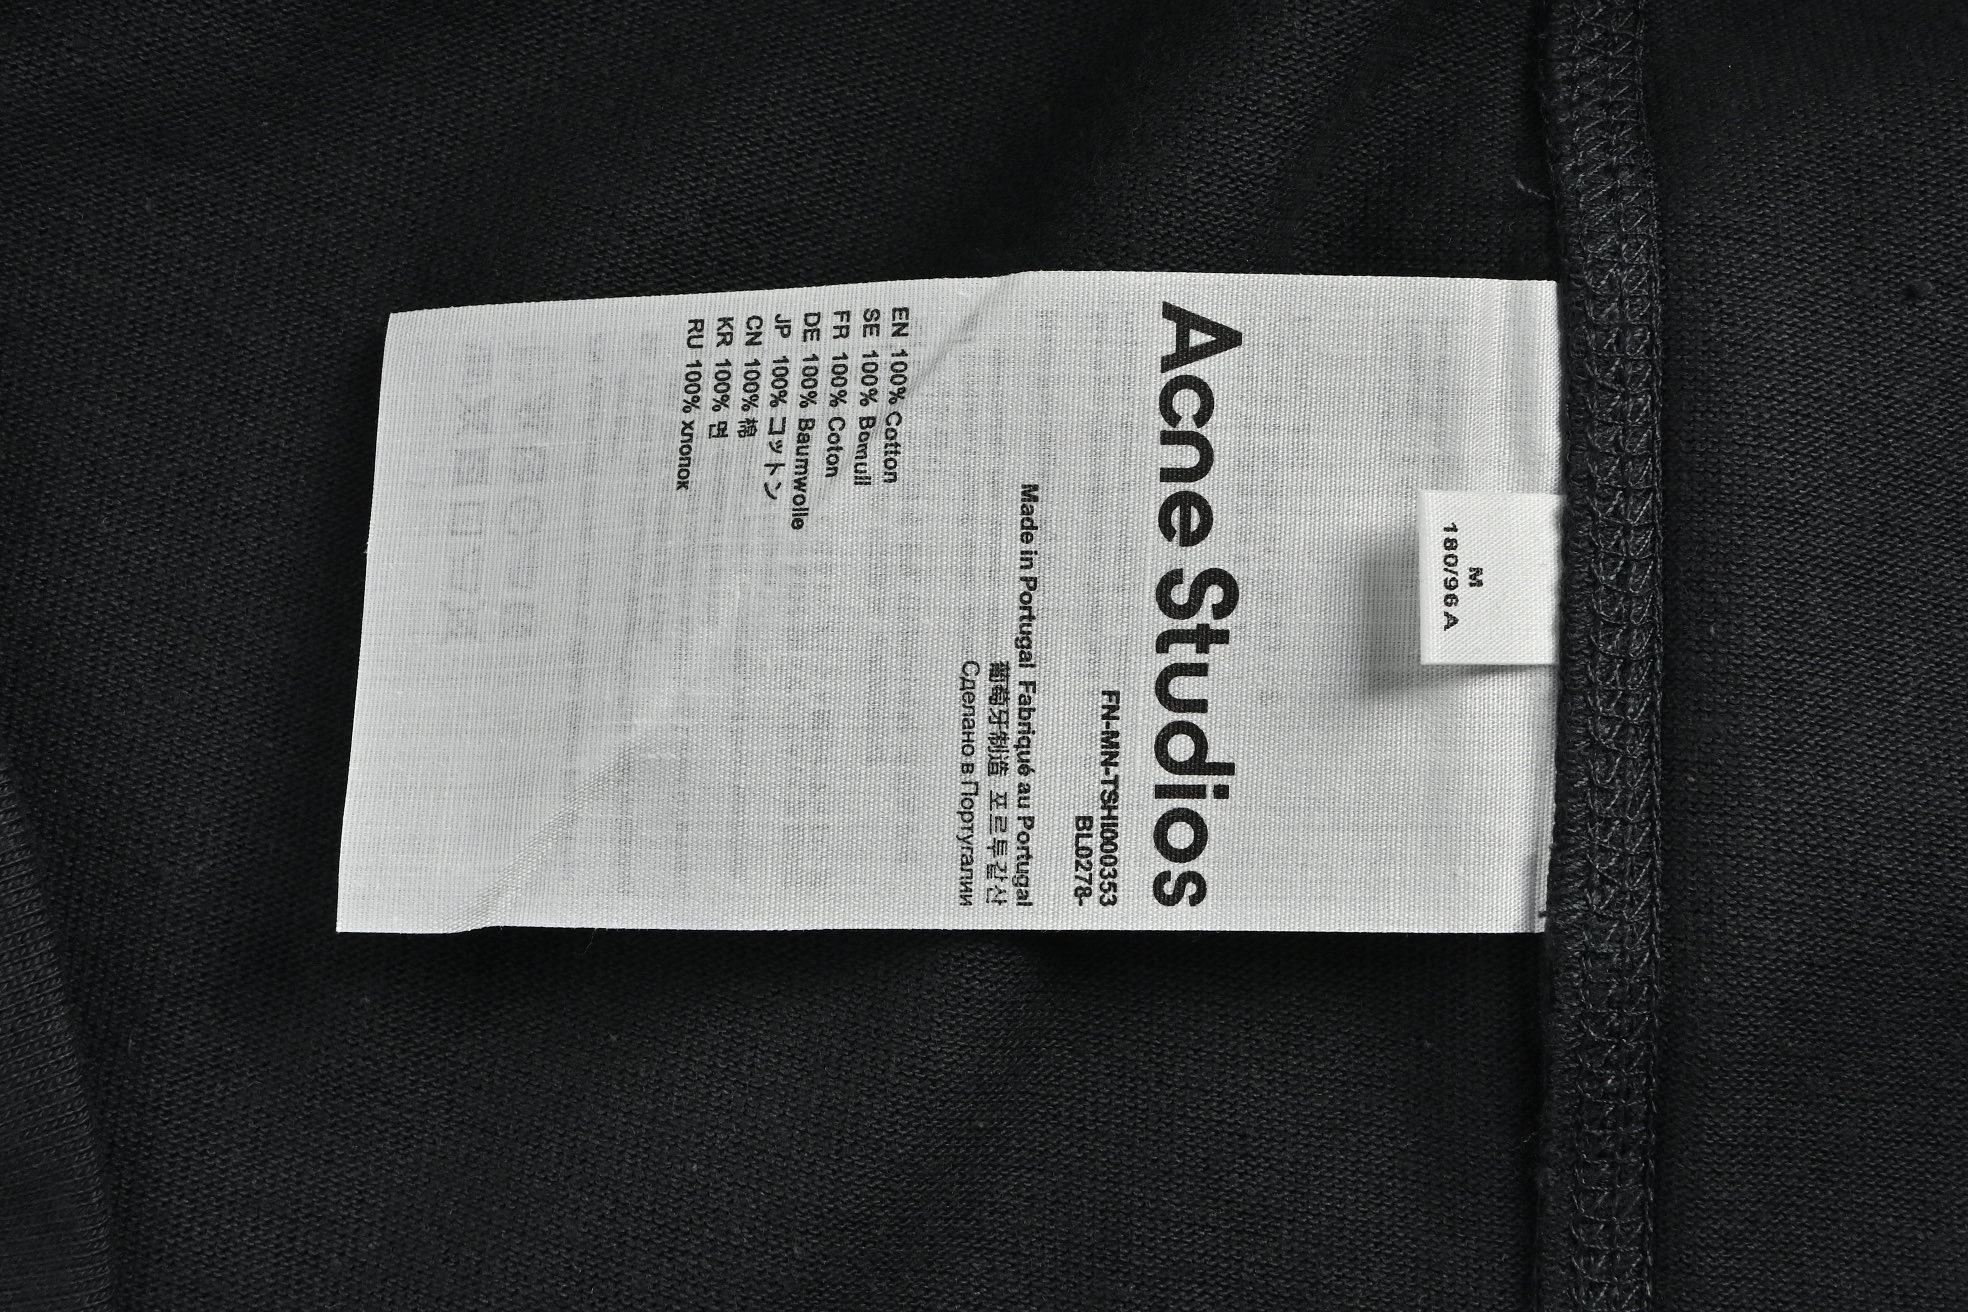 M
180/96A
Acne Studios
FN-MN-TSHI000353
BL0278-
Made in Portugal Fabriqué au Portugal
葡萄牙制造 포르투갈산
Сделано в Португалии
EN 100% Cotton
SE 100% Bomull
FR 100% Coton
DE 100% Baumwolle
JP 100% コットン
CN 100% 棉
KR 100% 면
RU 100% хлопок